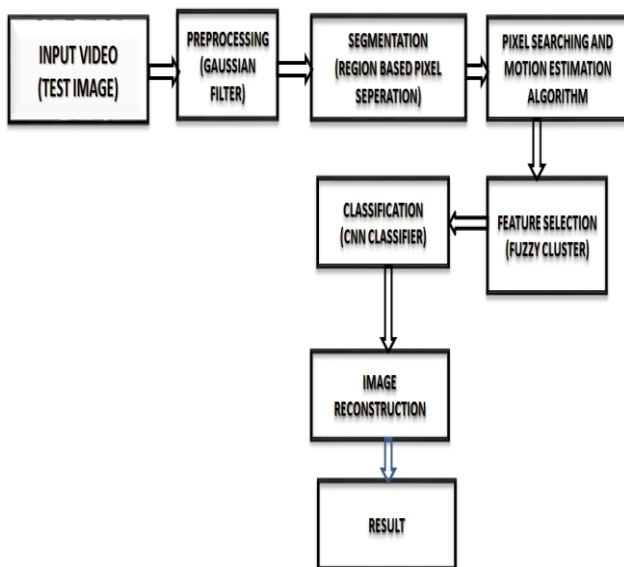 INPUT VIDEO
(TEST IMAGE)
PREPROCESSING
(GAUSSIAN
FILTER)
SEGMENTATION
(REGION BASED PIXEL
SEPERATION)
PIXEL SEARCHING AND
MOTION ESTIMATION
ALGORITHM
FEATURE SELECTION
(FUZZY CLUSTER)
CLASSIFICATION
(CNN CLASSIFIER)
IMAGE
RECONSTRUCTION
RESULT